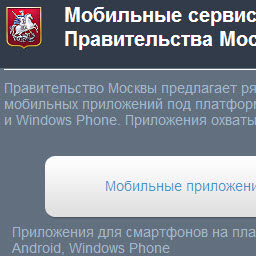 Мобильные сервис
Правительства Мос
Правительство Москвы предлагает ря
мобильных приложений под платфор
и Windows Phone. Приложения охваты
Мобильные приложени
Приложения для смартфонов на пла
Android, Windows Phone